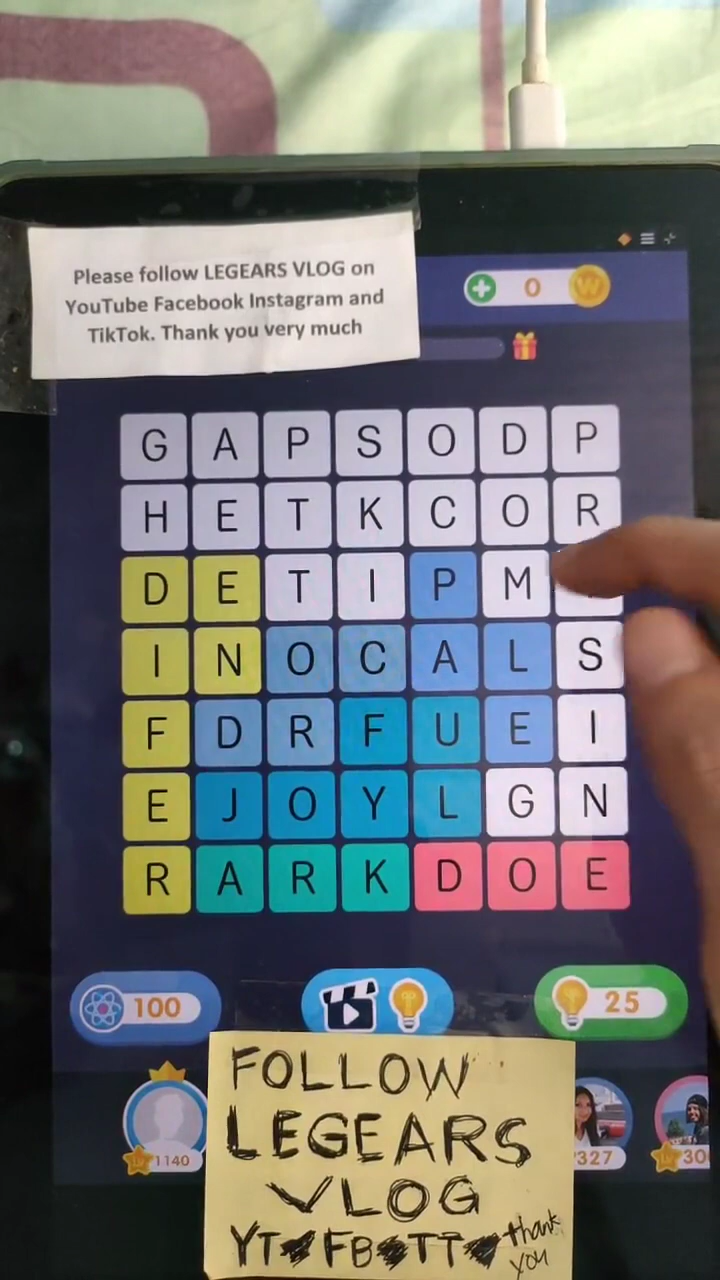 Please follow LEGEARS VLOG on
YouTube Facebook Instagram and
TikTok. Thank you very much
0 W
G A P S O D P
H E T K C O R
D E T I P M
I N O C A L S
F D R F U E I
E J O Y L G N
R A R K D O E
100
25
FOLLOW
LEGEARS
VLOG
YT FB TT thank
you
1140
327
30